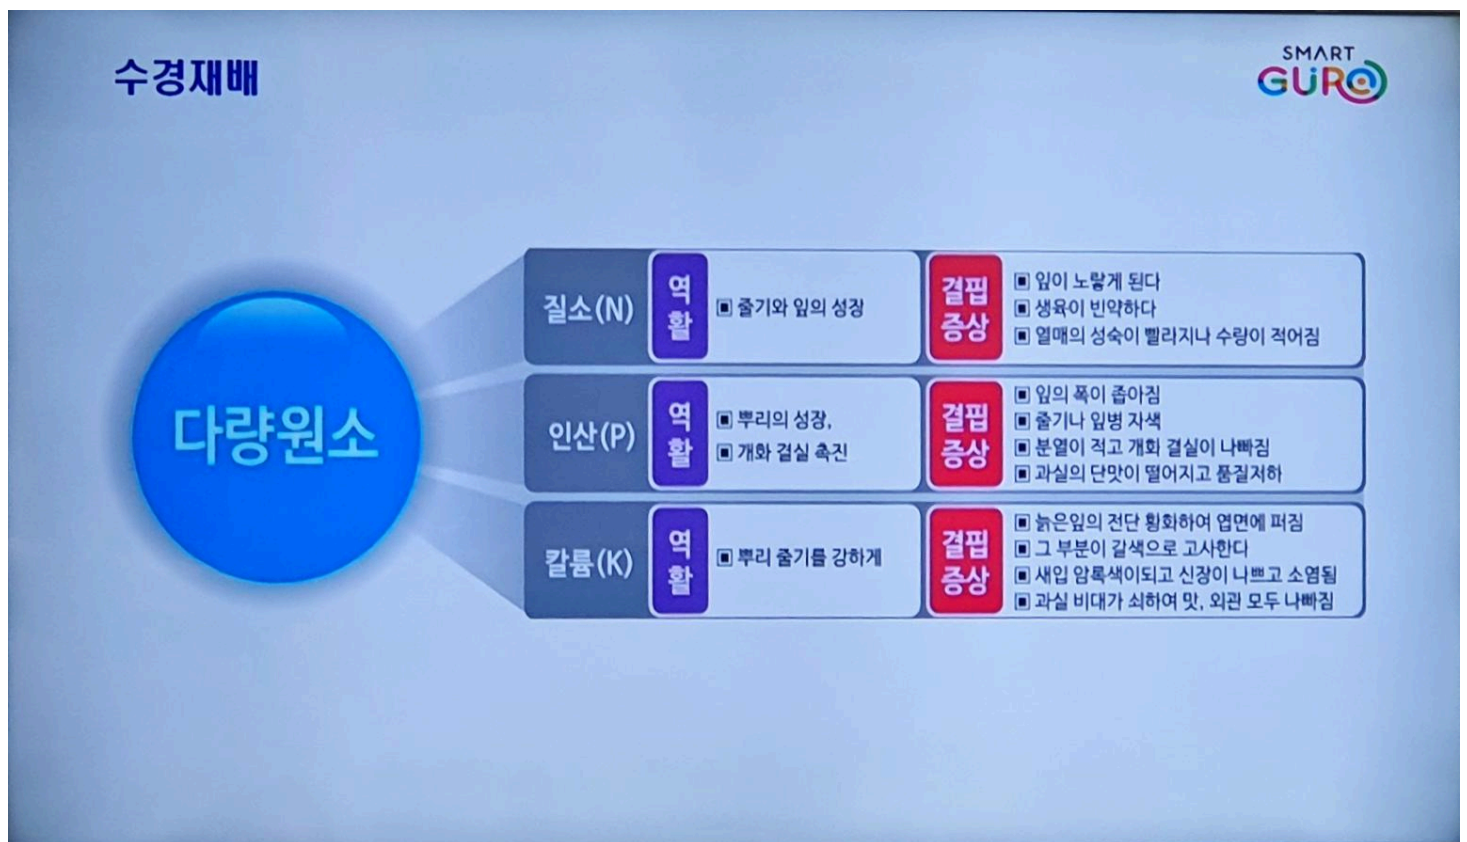 수경재배
SMART
GURO
다량원소
질소(N)
역활
줄기와 잎의 성장
결핍증상
잎이 노랗게 된다
생육이 빈약하다
열매의 성숙이 빨라지나 수량이 적어짐
인산(P)
역활
뿌리의 성장,
개화 결실 촉진
결핍증상
잎의 폭이 좁아짐
줄기나 잎병 자색
분열이 적고 개화 결실이 나빠짐
과실의 단맛이 떨어지고 품질저하
칼륨(K)
역활
뿌리 줄기를 강하게
결핍증상
늙은잎의 전단 황화하여 엽면에 퍼짐
그 부분이 갈색으로 고사한다
새입 암록색이되고 신장이 나쁘고 소엽됨
과실 비대가 쇠하여 맛, 외관 모두 나빠짐